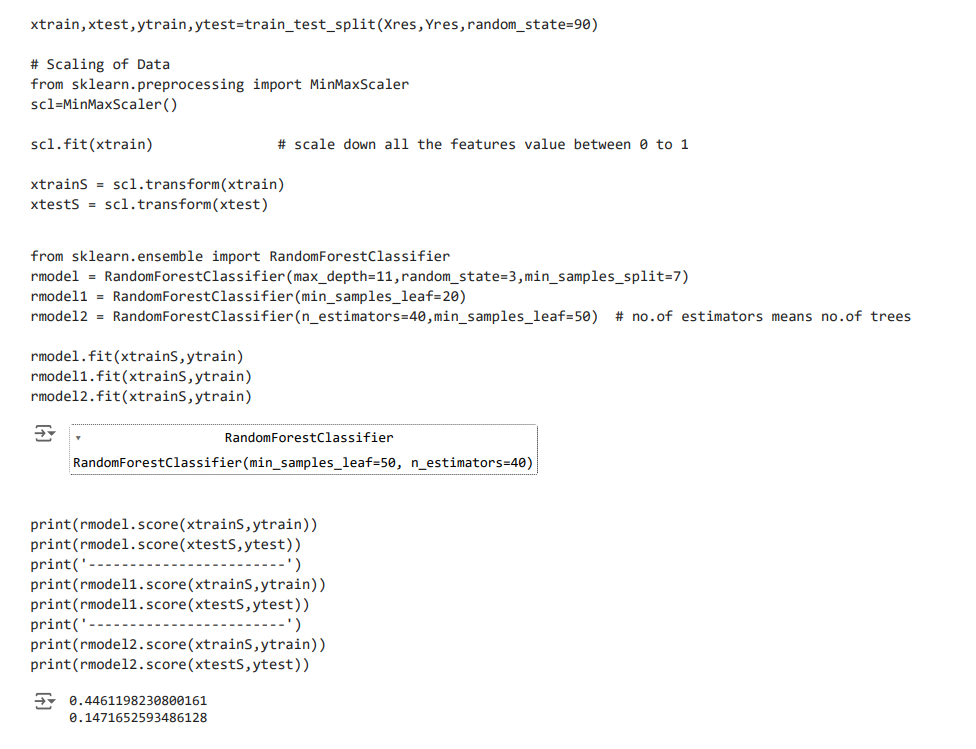 xtrain,xtest,ytrain,ytest=train_test_split(Xres,Yres,random_state=90)
# Scaling of Data
from sklearn.preprocessing import MinMaxScaler
scl=MinMaxScaler()
scl.fit(xtrain)               # scale down all the features value between 0 to 1
xtrainS = scl.transform(xtrain)
xtestS = scl.transform(xtest)
from sklearn.ensemble import RandomForestClassifier
rmodel = RandomForestClassifier(max_depth=11,random_state=3,min_samples_split=7)
rmodel1 = RandomForestClassifier(min_samples_leaf=20)
rmodel2 = RandomForestClassifier(n_estimators=40,min_samples_leaf=50)  # no.of estimators means no.of trees
rmodel.fit(xtrainS,ytrain)
rmodel1.fit(xtrainS,ytrain)
rmodel2.fit(xtrainS,ytrain)
RandomForestClassifier
RandomForestClassifier(min_samples_leaf=50, n_estimators=40)
print(rmodel.score(xtrainS,ytrain))
print(rmodel.score(xtestS,ytest))
print('------------------------')
print(rmodel1.score(xtrainS,ytrain))
print(rmodel1.score(xtestS,ytest))
print('------------------------')
print(rmodel2.score(xtrainS,ytrain))
print(rmodel2.score(xtestS,ytest))
0.4461198230800161
0.1471652593486128